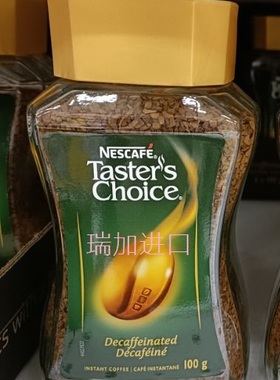 NESCAFÉ®
Taster's
Choice®
瑞加进口
Decaffeinated
Décaféiné
INSTANT COFFEE | CAFÉ INSTANTANÉ
100 g